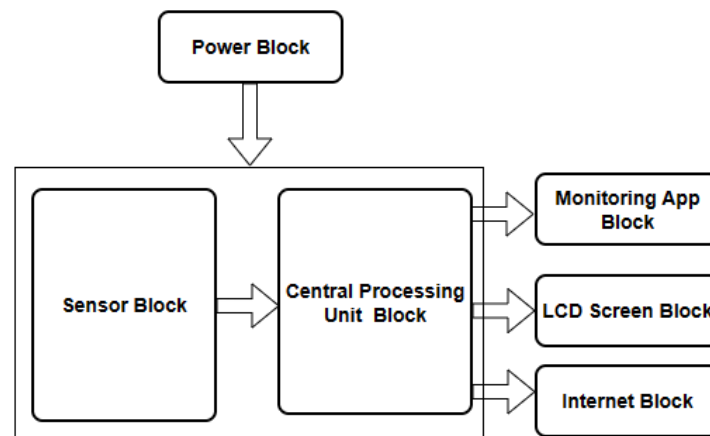 Power Block
Monitoring App
Block
Sensor Block
Central Processing
Unit Block
LCD Screen Block
Internet Block